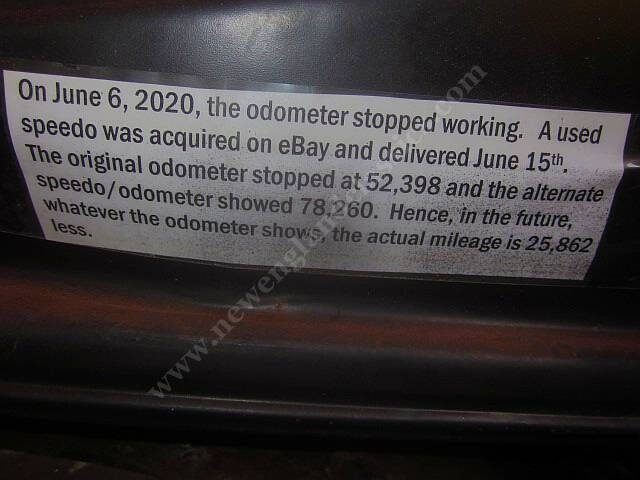 On June 6, 2020, the odometer stopped working. A used
speedo was acquired on eBay and delivered June 15th.
The original odometer stopped at 52,398 and the alternate
speedo/odometer showed 78,260. Hence, in the future,
whatever the odometer shows, the actual mileage is 25,862
less.